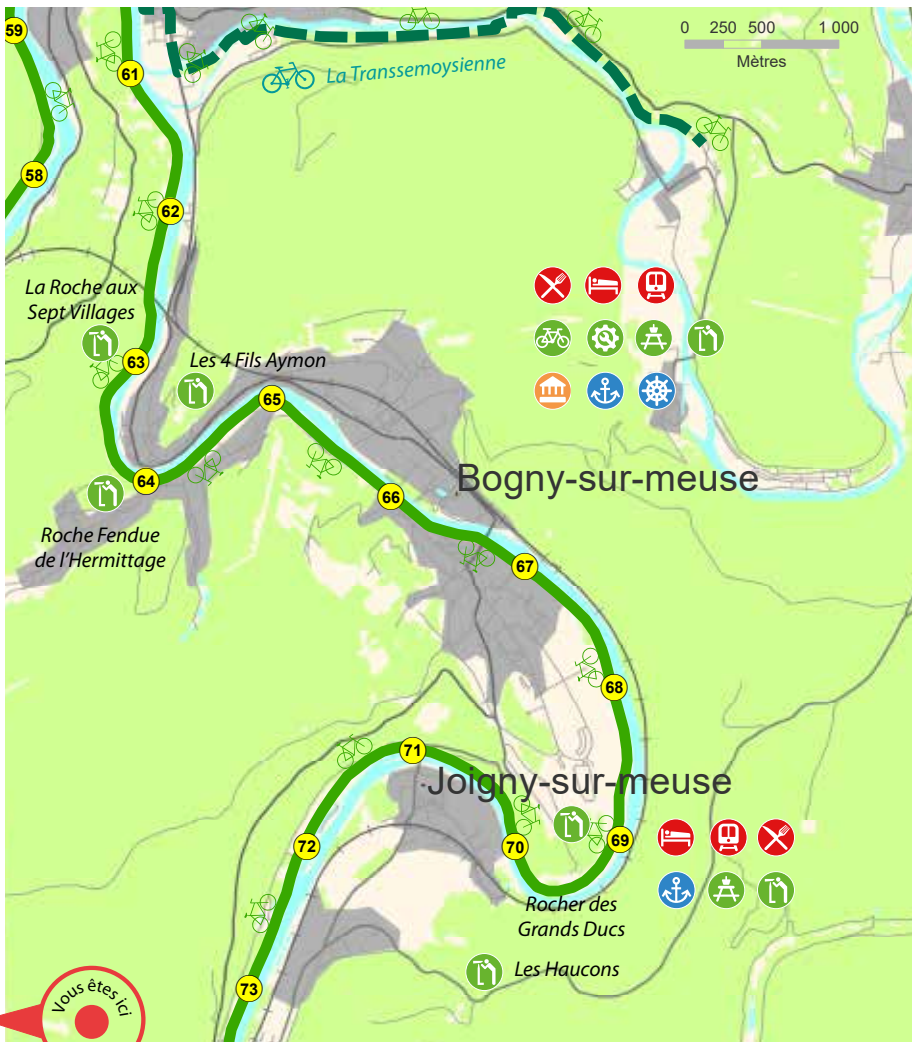 59
61
La Transsemoysienne
0 250 500 1 000
Mètres
58
62
La Roche aux
Sept Villages
63
Les 4 Fils Aymon
65
64
66
Bogny-sur-meuse
Roche Fendue
de l'Hermittage
67
68
71
Joigny-sur-meuse
72
70
69
Rocher des
Grands Ducs
Les Haucons
73
Vous êtes ici